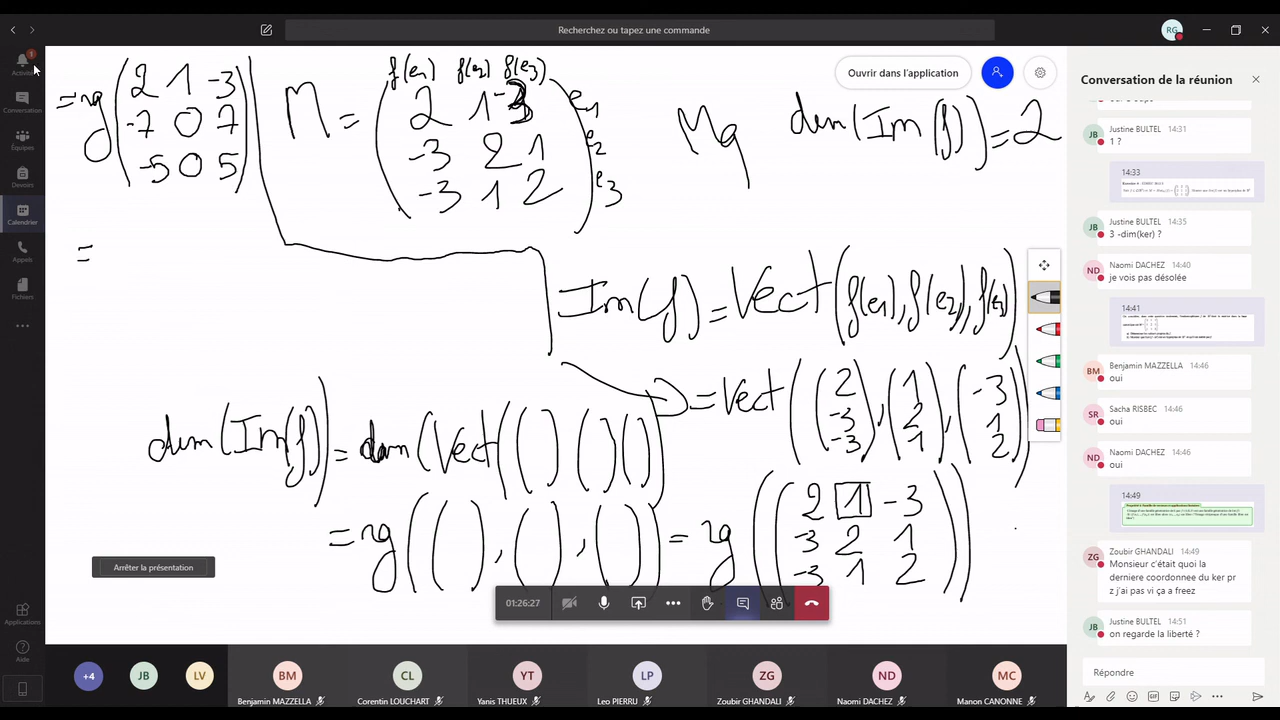 Recherchez ou tapez une commande
RG
1
Activité
Conversation
Équipes
Devoirs
Calendrier
Appels
Fichiers
Applications
Aide
= rg ( 2 1 -3
-7 0 7
-5 0 5 )
=
f(e1) f(e2) f(e3)
M = ( 2 1 -3
-3 2 1
-3 1 2 )
e1
e2
e3
Mq dim(Im(f))=2
Im(f) = Vect(f(e1), f(e2), f(e3))
= Vect ( ( 2 -3 -3 ), ( 1 2 1 ), ( -3 1 2 ) )
dim(Im(f)) = dim(Vect(( ) ( ) ( ))
= rg(( ), ( ), ( )) = rg (( 2 1 -3
-3 2 1
-3 1 2 ))
Ouvrir dans l'application
Arrêter la présentation
01:26:27
+4
JB
LV
BM
Benjamin MAZZELLA
CL
Corentin LOUCHART
YT
Yanis THUEUX
LP
Leo PIERRU
ZG
Zoubir GHANDALI
ND
Naomi DACHEZ
MC
Manon CANONNE
Conversation de la réunion
JB
Justine BULTEL 14:31
1 ?
14:33
JB
Justine BULTEL 14:35
3 -dim(ker) ?
ND
Naomi DACHEZ 14:40
je vois pas désolée
14:41
BM
Benjamin MAZZELLA 14:46
oui
SR
Sacha RISBEC 14:46
oui
ND
Naomi DACHEZ 14:46
oui
14:49
ZG
Zoubir GHANDALI 14:49
Monsieur c'était quoi la
derniere coordonnee du ker pr
z j'ai pas vi ça a freez
JB
Justine BULTEL 14:51
on regarde la liberté ?
Répondre